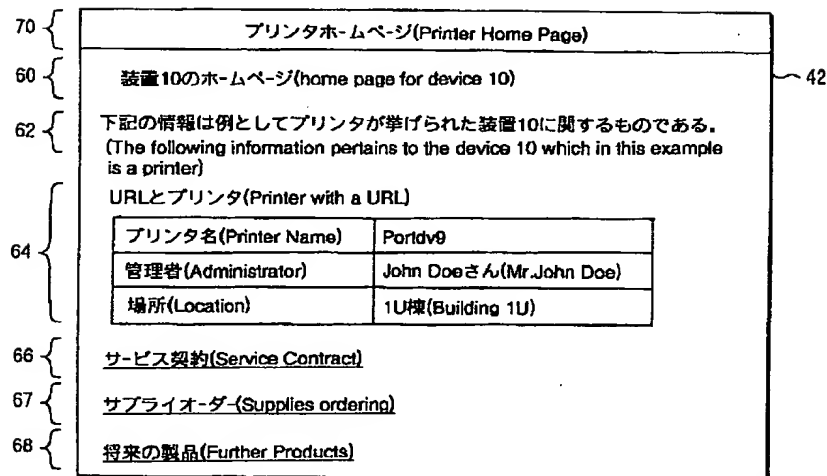 70 プリンタホームページ(Printer Home Page)
60 装置10のホームページ(home page for device 10) 42
62 下記の情報は例としてプリンタが挙げられた装置10に関するものである.
(The following information pertains to the device 10 which in this example
is a printer)
64 URLとプリンタ(Printer with a URL)
プリンタ名(Printer Name) Portdv9
管理者(Administrator) John Doeさん(Mr.John Doe)
場所(Location) 1U棟(Building 1U)
66 サービス契約(Service Contract)
67 サプライオーダー(Supplies ordering)
68 将来の製品(Further Products)